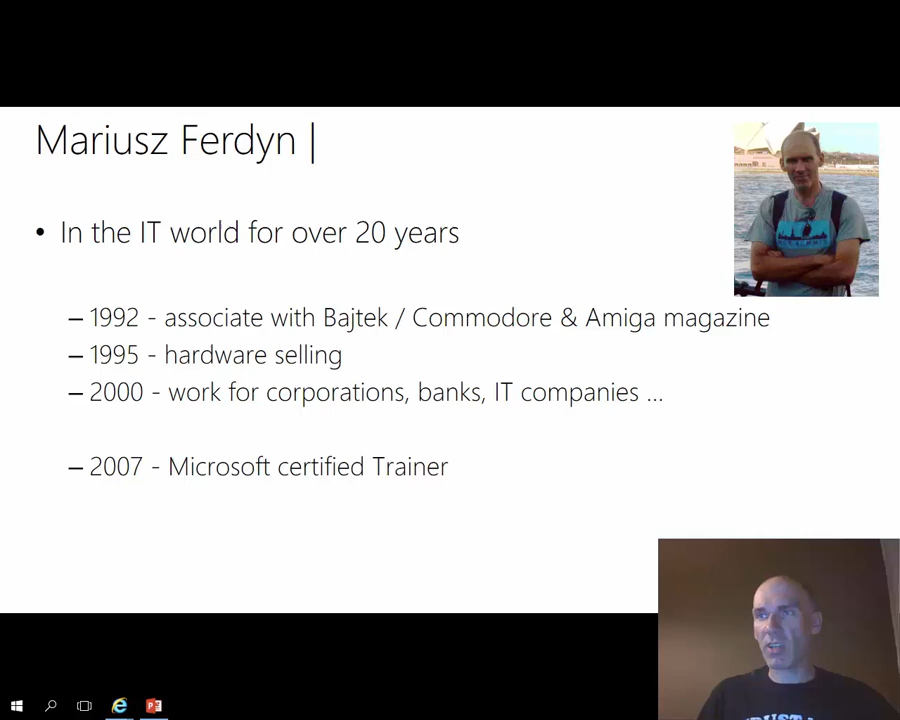 Mariusz Ferdyn |
• In the IT world for over 20 years
– 1992 - associate with Bajtek / Commodore & Amiga magazine
– 1995 - hardware selling
– 2000 - work for corporations, banks, IT companies ...
– 2007 - Microsoft certified Trainer